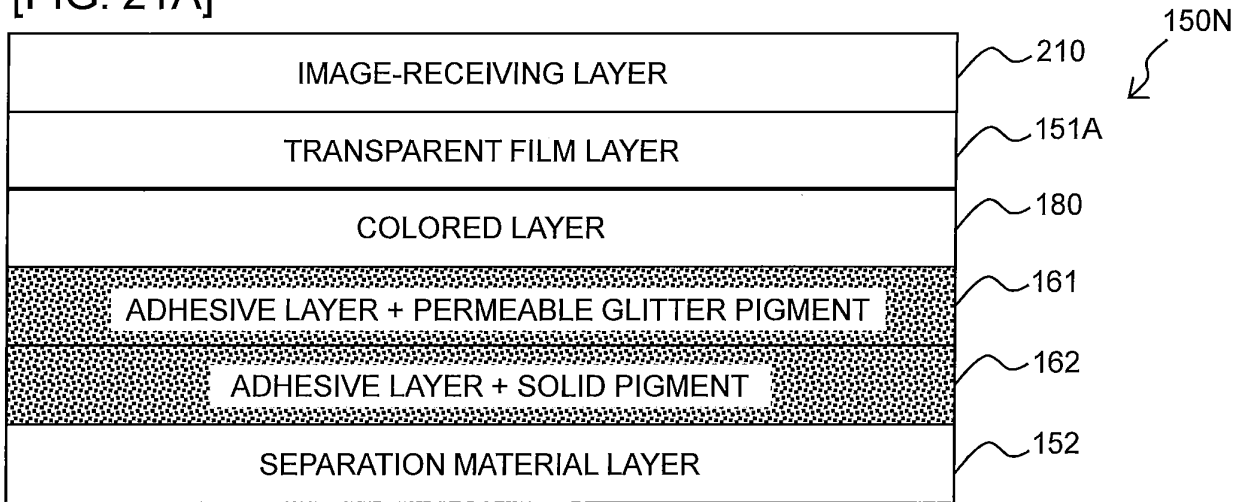 [FIG. 21A]
150N
IMAGE-RECEIVING LAYER 210
TRANSPARENT FILM LAYER 151A
COLORED LAYER 180
ADHESIVE LAYER + PERMEABLE GLITTER PIGMENT 161
ADHESIVE LAYER + SOLID PIGMENT 162
SEPARATION MATERIAL LAYER 152